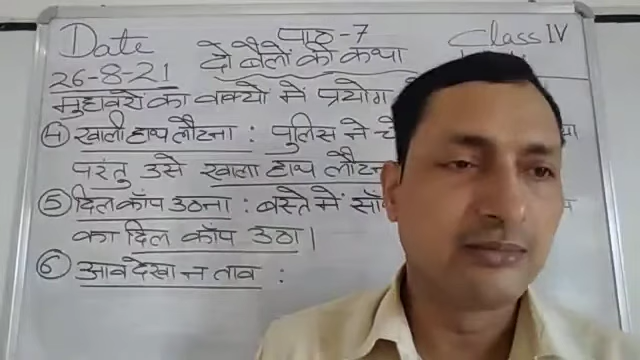 Date पाठ-7 Class IV
26-8-21 दो बैलों की कथा
मुहावरों का वाक्यों में प्रयोग
④ खाली हाथ लौटना : पुलिस ने
परंतु उसे खाली हाथ लौटना
⑤ दिल काँप उठना : बस्ते में
का दिल काँप उठा।
⑥ आव देखा न ताव :